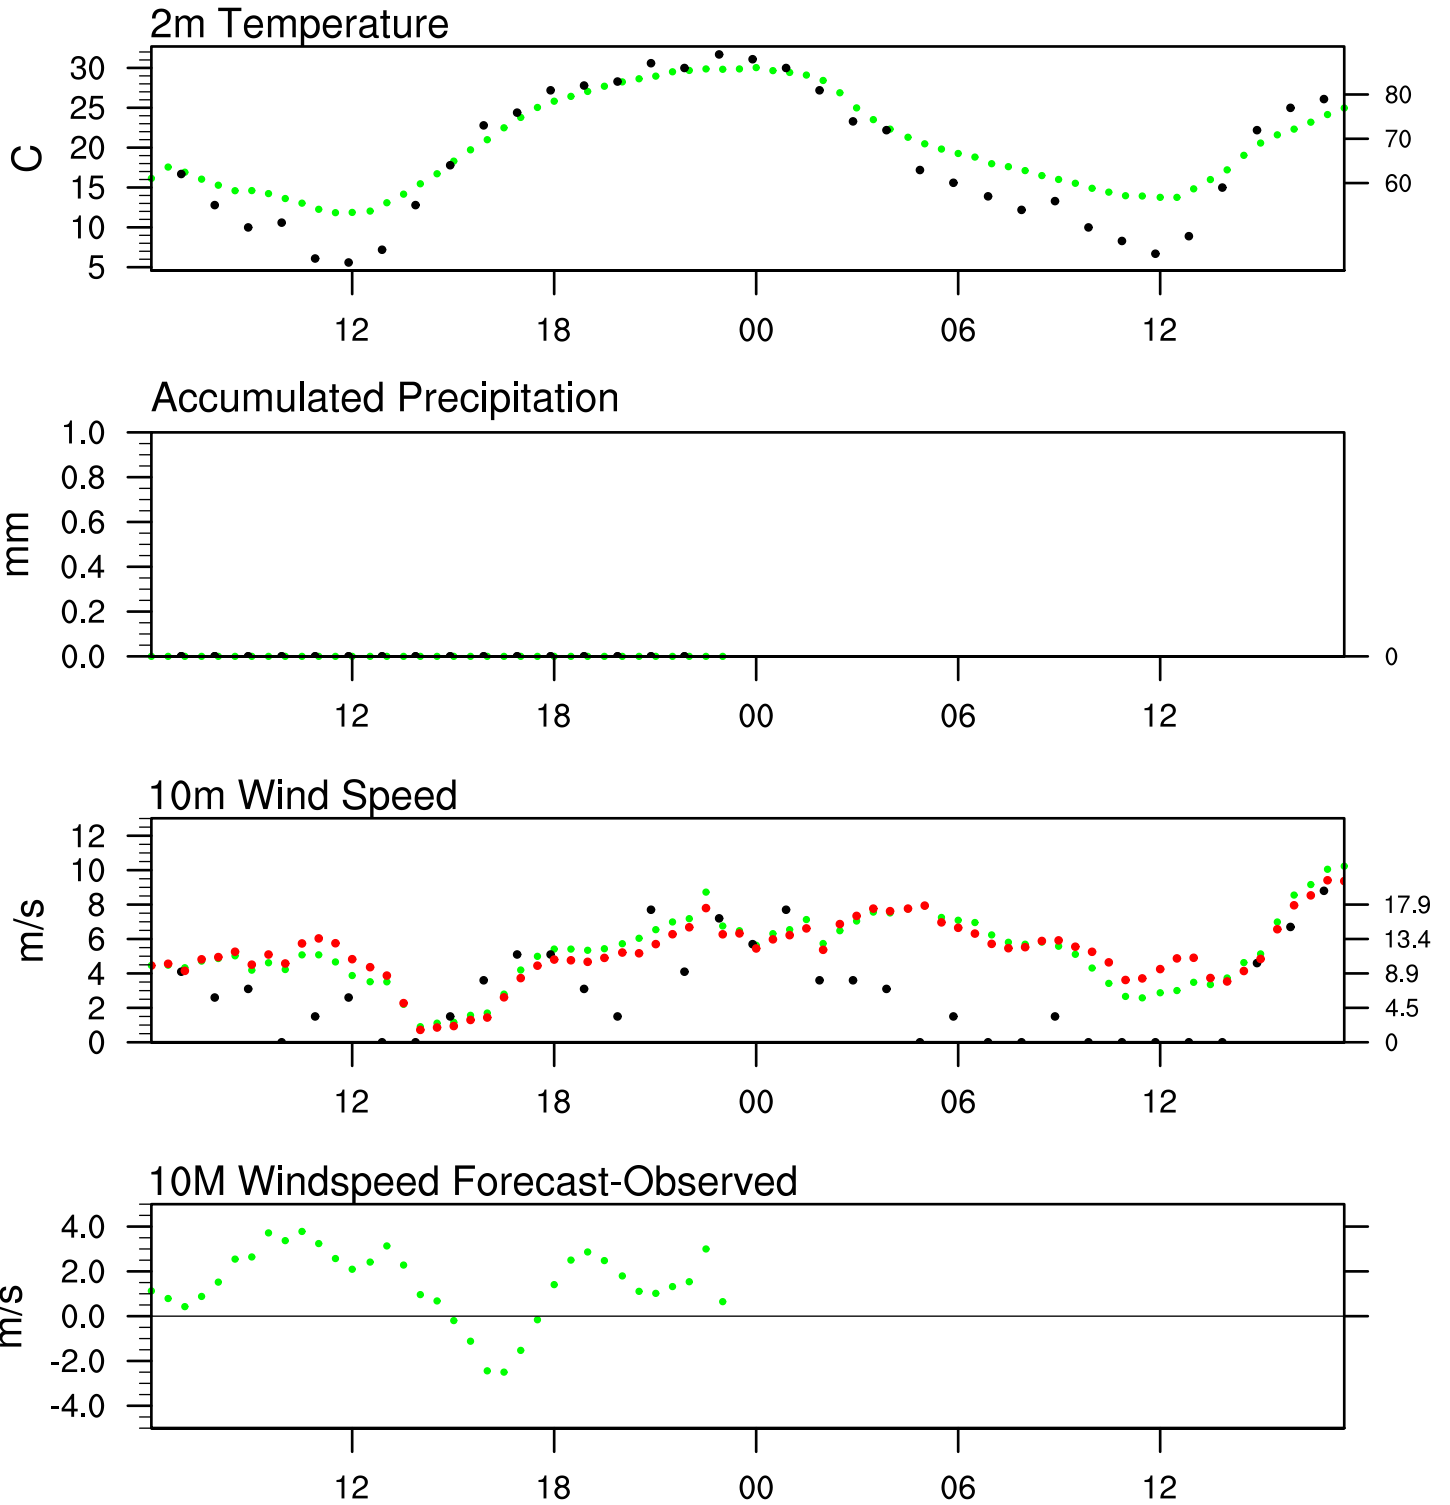 2m Temperature
30
25
20
15
10
5
C
80
70
60
12 18 00 06 12
Accumulated Precipitation
1.0
0.8
0.6
0.4
0.2
0.0
mm
0
12 18 00 06 12
10m Wind Speed
12
10
8
6
4
2
0
m/s
17.9
13.4
8.9
4.5
0
12 18 00 06 12
10M Windspeed Forecast-Observed
4.0
2.0
0.0
-2.0
-4.0
m/s
12 18 00 06 12